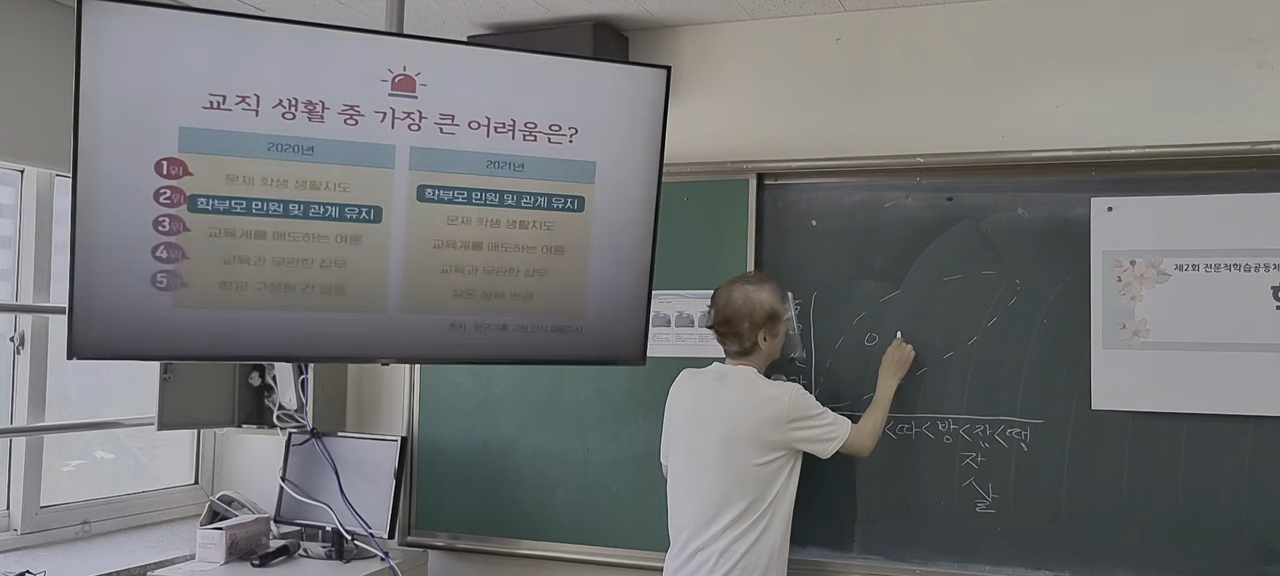 교직 생활 중 가장 큰 어려움은?
2020년
1위 문제 학생 생활지도
2위 학부모 민원 및 관계 유지
3위 교육계를 매도하는 여론
4위 교육과 무관한 잡무
5위 학교 구성원 간 갈등
2021년
학부모 민원 및 관계 유지
문제 학생 생활지도
교육계를 매도하는 여론
교육과 무관한 잡무
잦은 정책 변경
제2회 전문적학습공동체
<따<방<
자
살